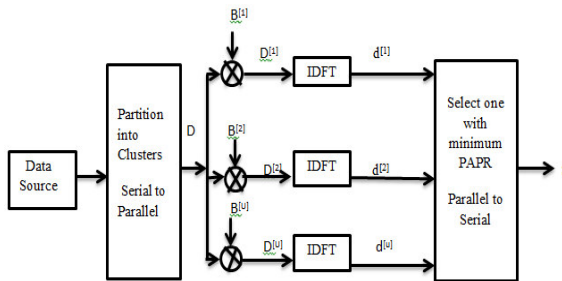 B[1]
D[1]
d[1]
IDFT
Partition
into
Clusters
Serial to
Parallel
D
Data
Source
B[2]
D[2]
d[2]
IDFT
B[U]
D[U]
d[u]
IDFT
Select one
with
minimum
PAPR
Parallel to
Serial